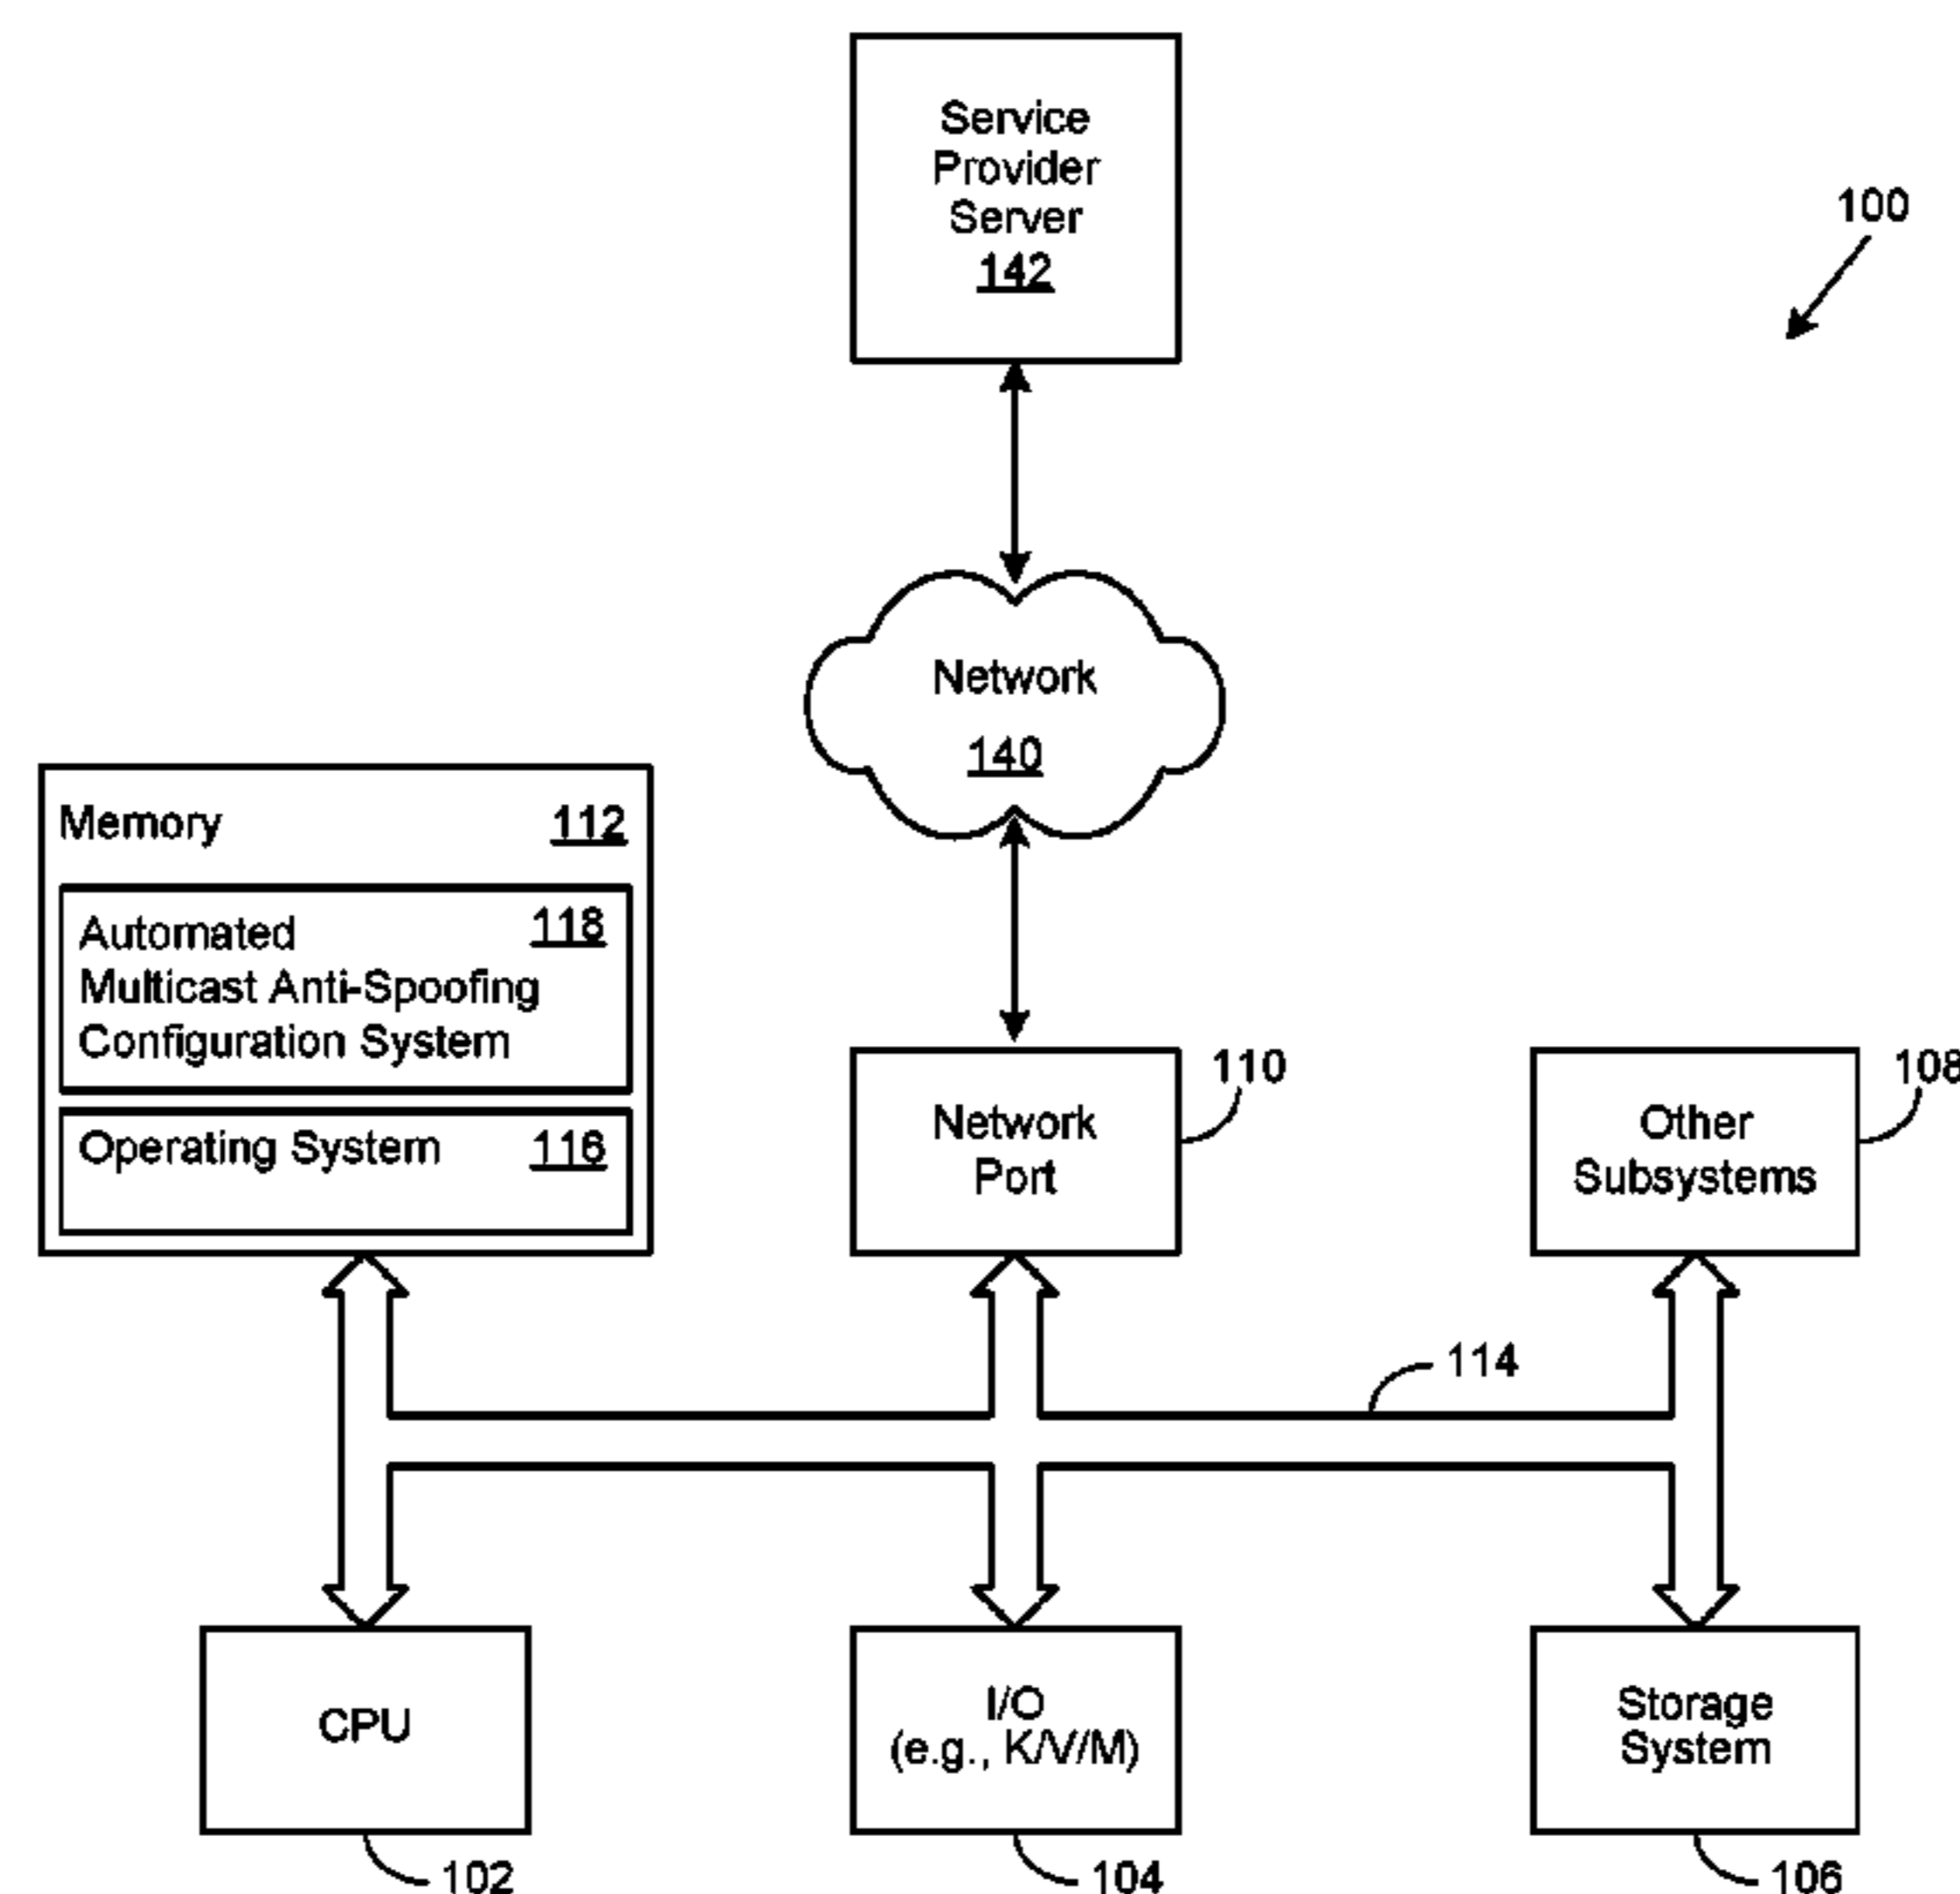 Service
Provider
Server
142
100
Network
140
Memory 112
Automated 118
Multicast Anti-Spoofing
Configuration System
Operating System 116
Network
Port
110
Other
Subsystems
108
114
CPU
102
I/O
(e.g., K/V/M)
104
Storage
System
106